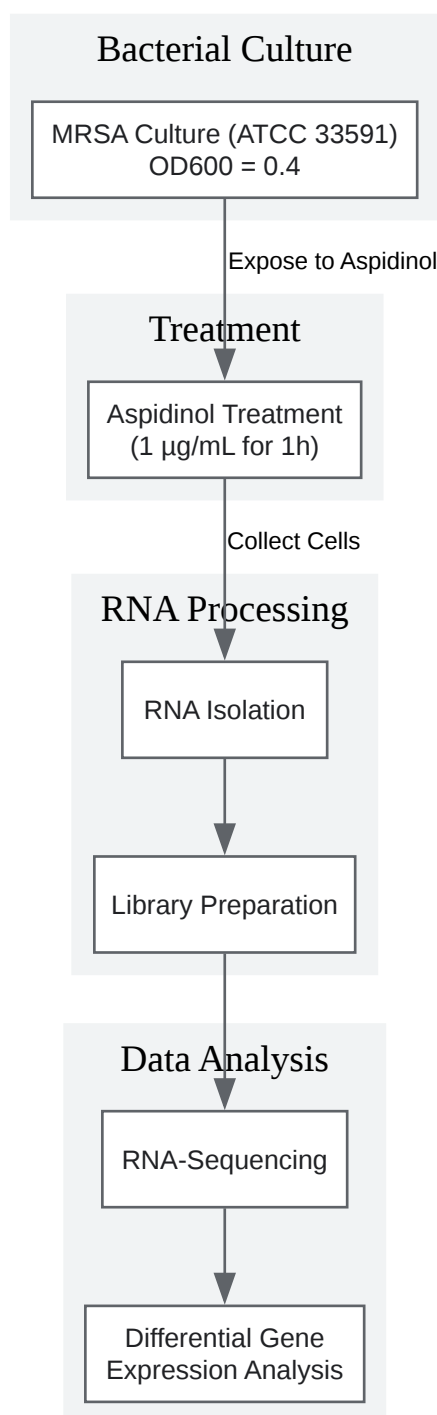 Bacterial Culture
MRSA Culture (ATCC 33591)
OD600 = 0.4
Expose to Aspidinol
Treatment
Aspidinol Treatment
(1 µg/mL for 1h)
Collect Cells
RNA Processing
RNA Isolation
Library Preparation
Data Analysis
RNA-Sequencing
Differential Gene
Expression Analysis